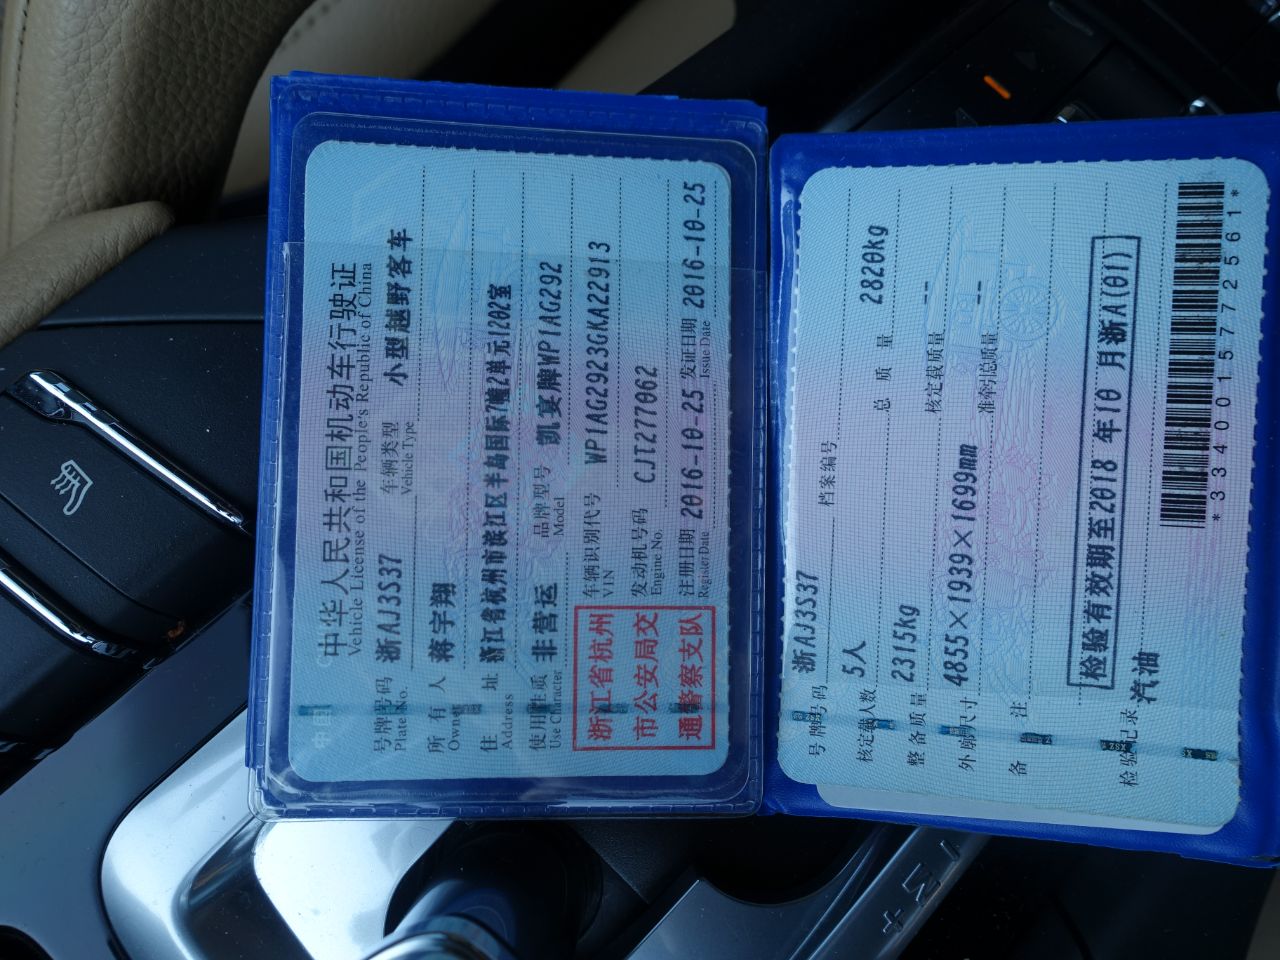 中华人民共和国机动车行驶证
Vehicle License of the People's Republic of China
号牌号码 浙AJ3S37 车辆类型 小型越野客车
Plate No. Vehicle Type
所有人 蒋宇翔
Owner
住址 浙江省杭州市滨江区半岛国际7幢2单元1202室
Address
使用性质 非营运 品牌型号 凯宴牌WP1AG292
Use Character Model
浙江省杭州
市公安局交
通警察支队
车辆识别代号 WP1AG2923GKA22913
VIN
发动机号码 CJT277062
Engine No.
注册日期 2016-10-25 发证日期 2016-10-25
Register Date Issue Date
号牌号码 浙AJ3S37 档案编号
核定载人数 5人 总质量 2820kg
整备质量 2315kg 核定载质量 --
外廓尺寸 4855×1939×1699mm 准牵引总质量 --
备注
检验有效期至2018年10月浙A(01)
检验记录 汽油
*3340015772561*
M +